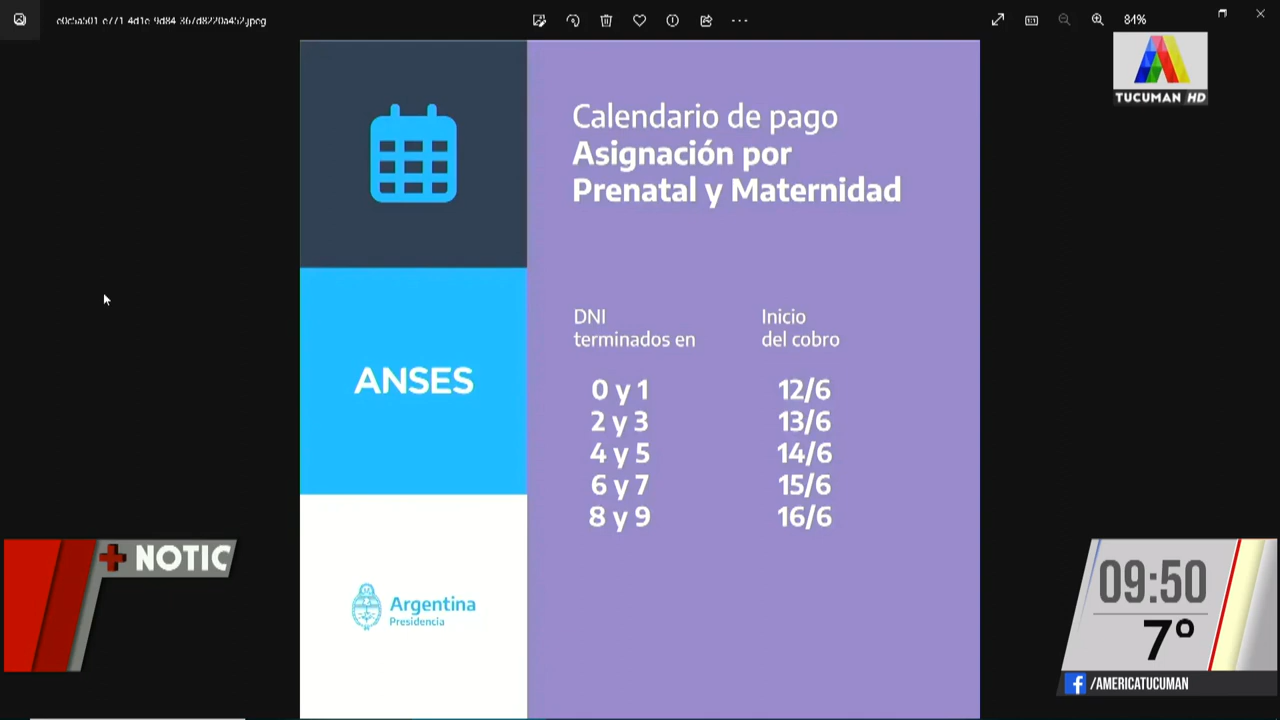 84%
TUCUMAN HD
Calendario de pago
Asignación por
Prenatal y Maternidad
DNI
terminados en
Inicio
del cobro
0 y 1 12/6
2 y 3 13/6
4 y 5 14/6
6 y 7 15/6
8 y 9 16/6
ANSES
Argentina
Presidencia
+ NOTIC
09:50
7°
/AMERICATUCUMAN